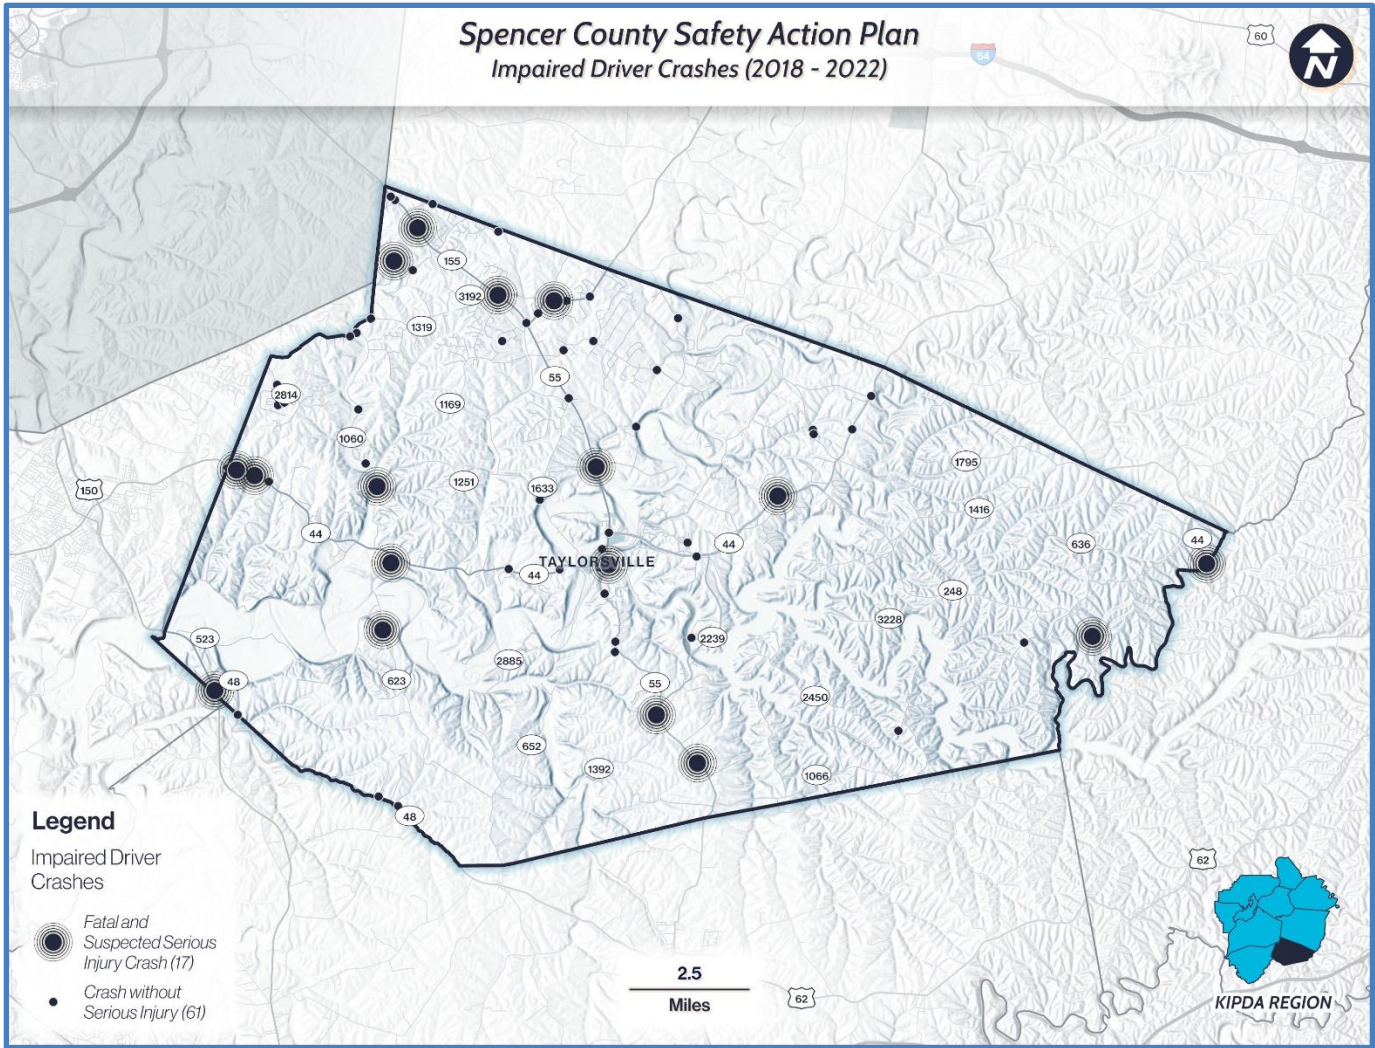 Spencer County Safety Action Plan
Impaired Driver Crashes (2018 - 2022)
60
64
N
155
3192
1319
55
2814
1169
1060
1795
150
1251
1633
1416
44
44
44
636
TAYLORSVILLE
44
248
3228
523
2239
2885
48
623
55
2450
652
1392
1066
48
Legend
Impaired Driver
Crashes
Fatal and
Suspected Serious
Injury Crash (17)
Crash without
Serious Injury (61)
2.5
Miles
62
62
KIPDA REGION